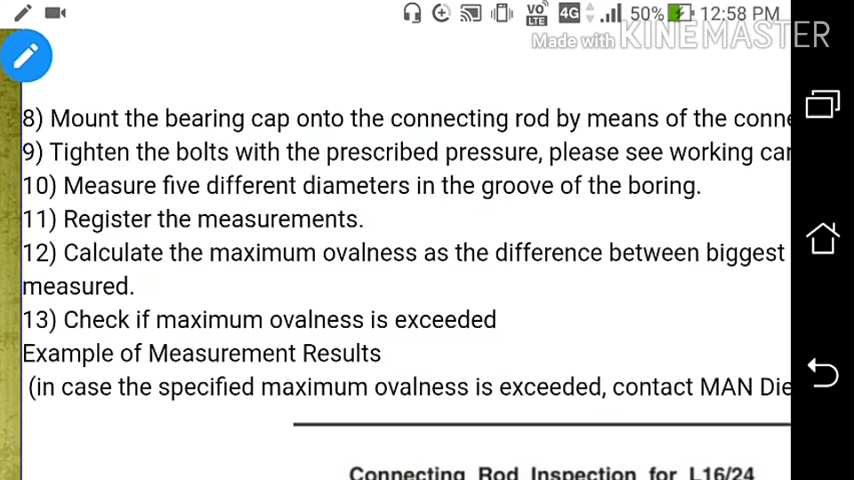 VO LTE 4G 50% 12:58 PM
Made with KINEMASTER
8) Mount the bearing cap onto the connecting rod by means of the
9) Tighten the bolts with the prescribed pressure, please see working
10) Measure five different diameters in the groove of the boring.
11) Register the measurements.
12) Calculate the maximum ovalness as the difference between biggest
measured.
13) Check if maximum ovalness is exceeded
Example of Measurement Results
(in case the specified maximum ovalness is exceeded, contact MAN
Connecting Rod Inspection for L16/24